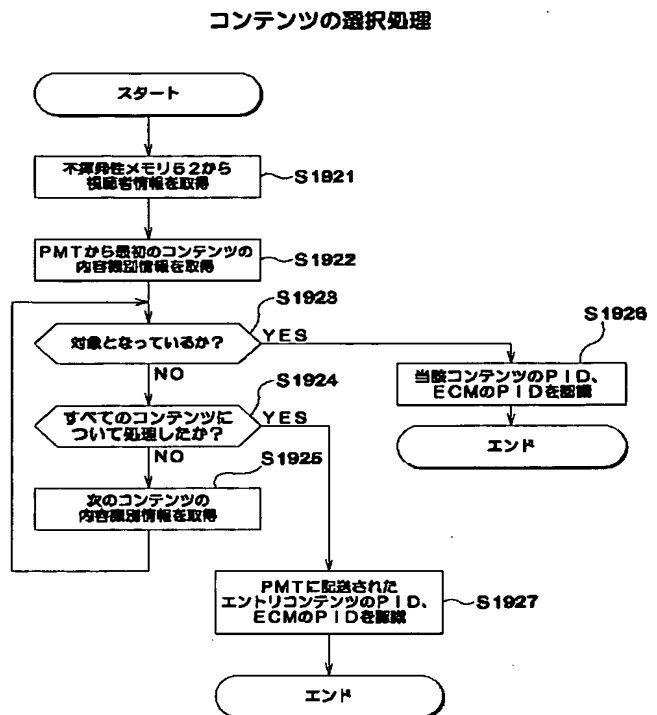 コンテンツの選択処理
スタート
不揮発性メモリ52から
視聴者情報を取得
S1921
PMTから最初のコンテンツの
内容識別情報を取得
S1922
S1923
対象となっているか?
YES
NO
S1926
当該コンテンツのPID、
ECMのPIDを認識
エンド
S1924
すべてのコンテンツに
ついて処理したか?
YES
NO
S1925
次のコンテンツの
内容識別情報を取得
PMTに記送された
エントリコンテンツのPID、
ECMのPIDを認識
S1927
エンド